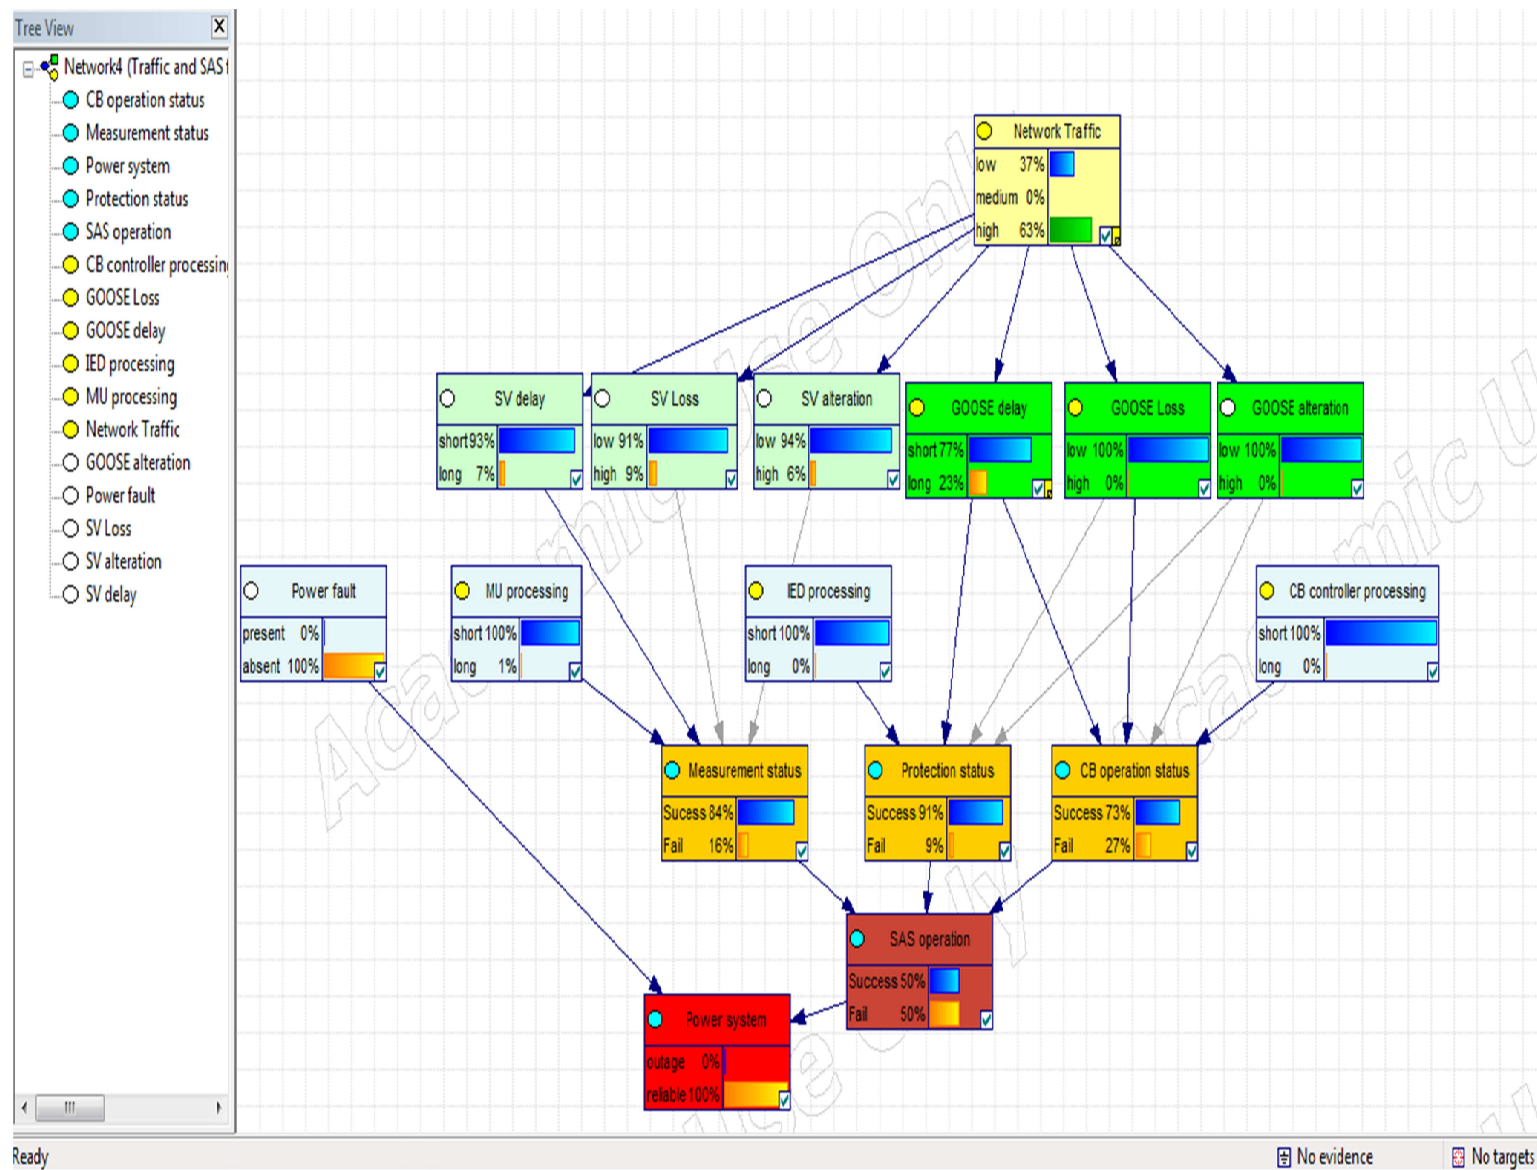 Tree View
Network4 (Traffic and SAS
CB operation status
Measurement status
Power system
Protection status
SAS operation
CB controller processing
GOOSE Loss
GOOSE delay
IED processing
MU processing
Network Traffic
GOOSE alteration
Power fault
SV Loss
SV alteration
SV delay
Network Traffic
low 37%
medium 0%
high 63%
SV delay
short 93%
long 7%
SV Loss
low 91%
high 9%
SV alteration
low 94%
high 6%
GOOSE delay
short 77%
long 23%
GOOSE Loss
low 100%
high 0%
GOOSE alteration
low 100%
high 0%
Power fault
present 0%
absent 100%
MU processing
short 100%
long 1%
IED processing
short 100%
long 0%
CB controller processing
short 100%
long 0%
Measurement status
Sucess 84%
Fail 16%
Protection status
Success 91%
Fail 9%
CB operation status
Success 73%
Fail 27%
SAS operation
Success 50%
Fail 50%
Power system
outage 0%
reliable 100%
Academic Use Only
Ready
No evidence
No targets